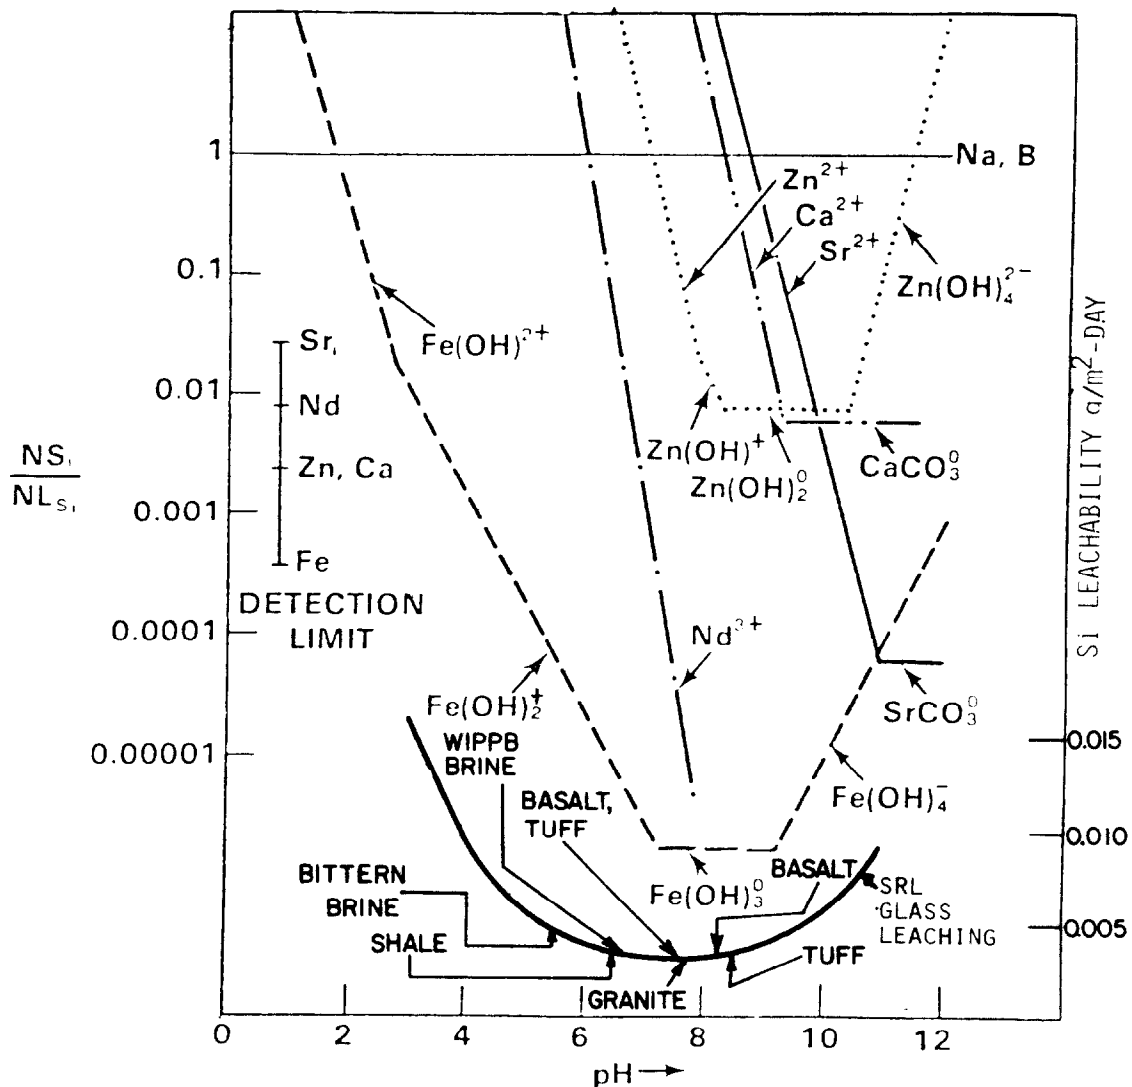 1
0.1
0.01
0.001
0.0001
0.00001
NS
NL
Sr
Nd
Zn, Ca
Fe
DETECTION
LIMIT
Na, B
Zn2+
Ca2+
Sr2+
Zn(OH)42−
Fe(OH)2+
Zn(OH)+
Zn(OH)20
CaCO30
Nd3+
SrCO30
Fe(OH)2+
Fe(OH)4−
Fe(OH)30
WIPPB
BRINE
BASALT,
TUFF
BITTERN
BRINE
SHALE
GRANITE
BASALT
TUFF
SRL
GLASS
LEACHING
Si LEACHABILITY g/m2-DAY
0.015
0.010
0.005
0
2
4
6
8
10
12
pH